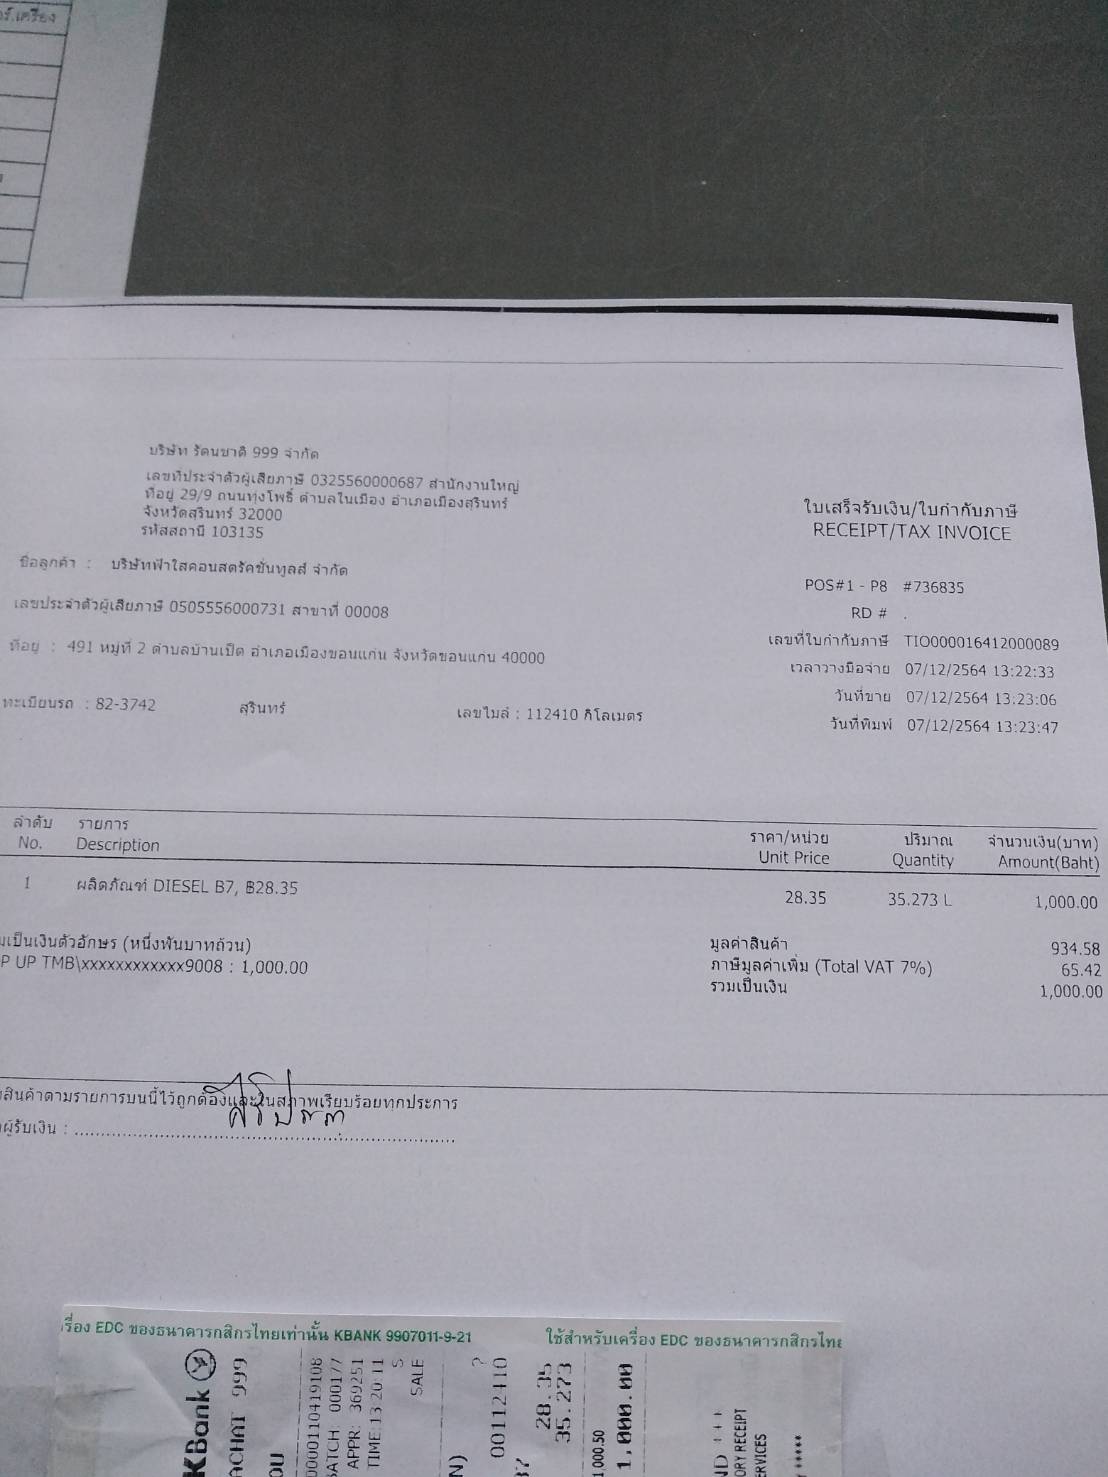 ร์.เครื่อง
บริษัท รัตนชาติ 999 จำกัด
เลขที่ประจำตัวผู้เสียภาษี 0325560000687 สำนักงานใหญ่
ที่อยู่ 29/9 ถนนทุ่งโพธิ์ ตำบลในเมือง อำเภอเมืองสุรินทร์
จังหวัดสุรินทร์ 32000
รหัสสถานี 103135
ใบเสร็จรับเงิน/ใบกำกับภาษี
RECEIPT/TAX INVOICE
ชื่อลูกค้า : บริษัทฟ้าใสคอนสตรัคชั่นทูลส์ จำกัด
เลขประจำตัวผู้เสียภาษี 0505556000731 สาขาที่ 00008
ที่อยู่ : 491 หมู่ที่ 2 ตำบลบ้านเป็ด อำเภอเมืองขอนแก่น จังหวัดขอนแก่น 40000
ทะเบียนรถ : 82-3742 สุรินทร์ เลขไมล์ : 112410 กิโลเมตร
POS#1 - P8 #736835
RD # .
เลขที่ใบกำกับภาษี TIO000016412000089
เวลาวางมือจ่าย 07/12/2564 13:22:33
วันที่ขาย 07/12/2564 13:23:06
วันที่พิมพ์ 07/12/2564 13:23:47
ลำดับ รายการ ราคา/หน่วย ปริมาณ จำนวนเงิน(บาท)
No. Description Unit Price Quantity Amount(Baht)
1 ผลิตภัณฑ์ DIESEL B7, ฿28.35 28.35 35.273 L 1,000.00
มเป็นเงินตัวอักษร (หนึ่งพันบาทถ้วน) มูลค่าสินค้า 934.58
P UP TMB\xxxxxxxxxxxx9008 : 1,000.00 ภาษีมูลค่าเพิ่ม (Total VAT 7%) 65.42
รวมเป็นเงิน 1,000.00
สินค้าตามรายการบนนี้ไว้ถูกต้องและในสภาพเรียบร้อยทุกประการ
ผู้รับเงิน :
รื่อง EDC ของธนาคารกสิกรไทยเท่านั้น KBANK 9907011-9-21 ใช้สำหรับเครื่อง EDC ของธนาคารกสิกรไทย
KBank
ACHAT 999
OU
0000110419108
BATCH: 000177
APPR: 369251
TIME 13:20:11
S
SALE
N)
?
00112410
28.35
35.273
1,000.50
1,000.00
ORY RECEIPT
ERVICES
*****